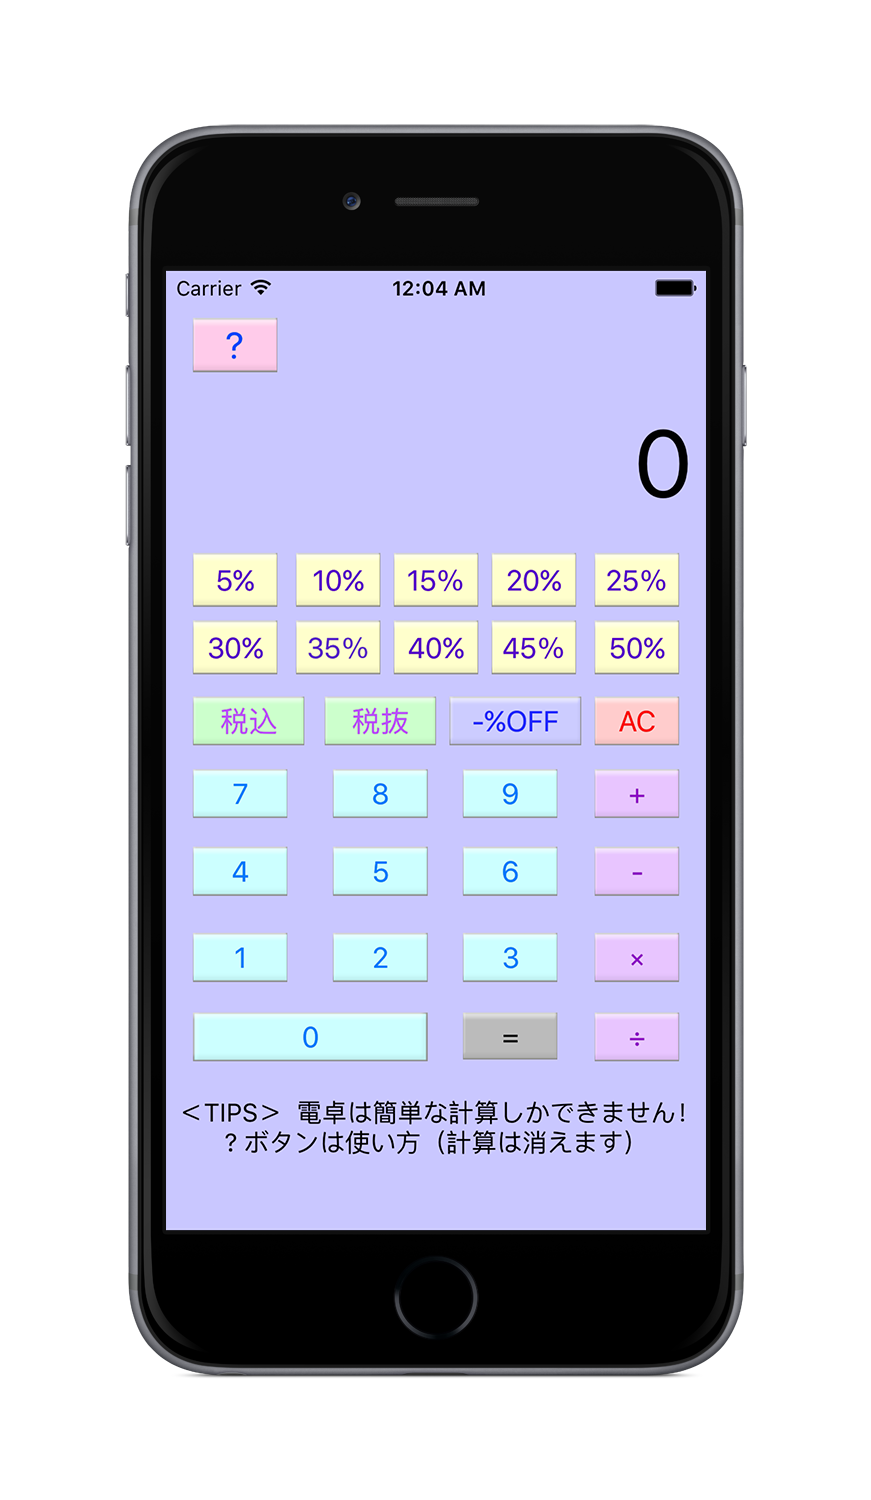 Carrier 12:04 AM
?
0
5% 10% 15% 20% 25%
30% 35% 40% 45% 50%
税込 税抜 -%OFF AC
7 8 9 +
4 5 6 -
1 2 3 ×
0 = ÷
＜TIPS＞ 電卓は簡単な計算しかできません！
？ボタンは使い方（計算は消えます）